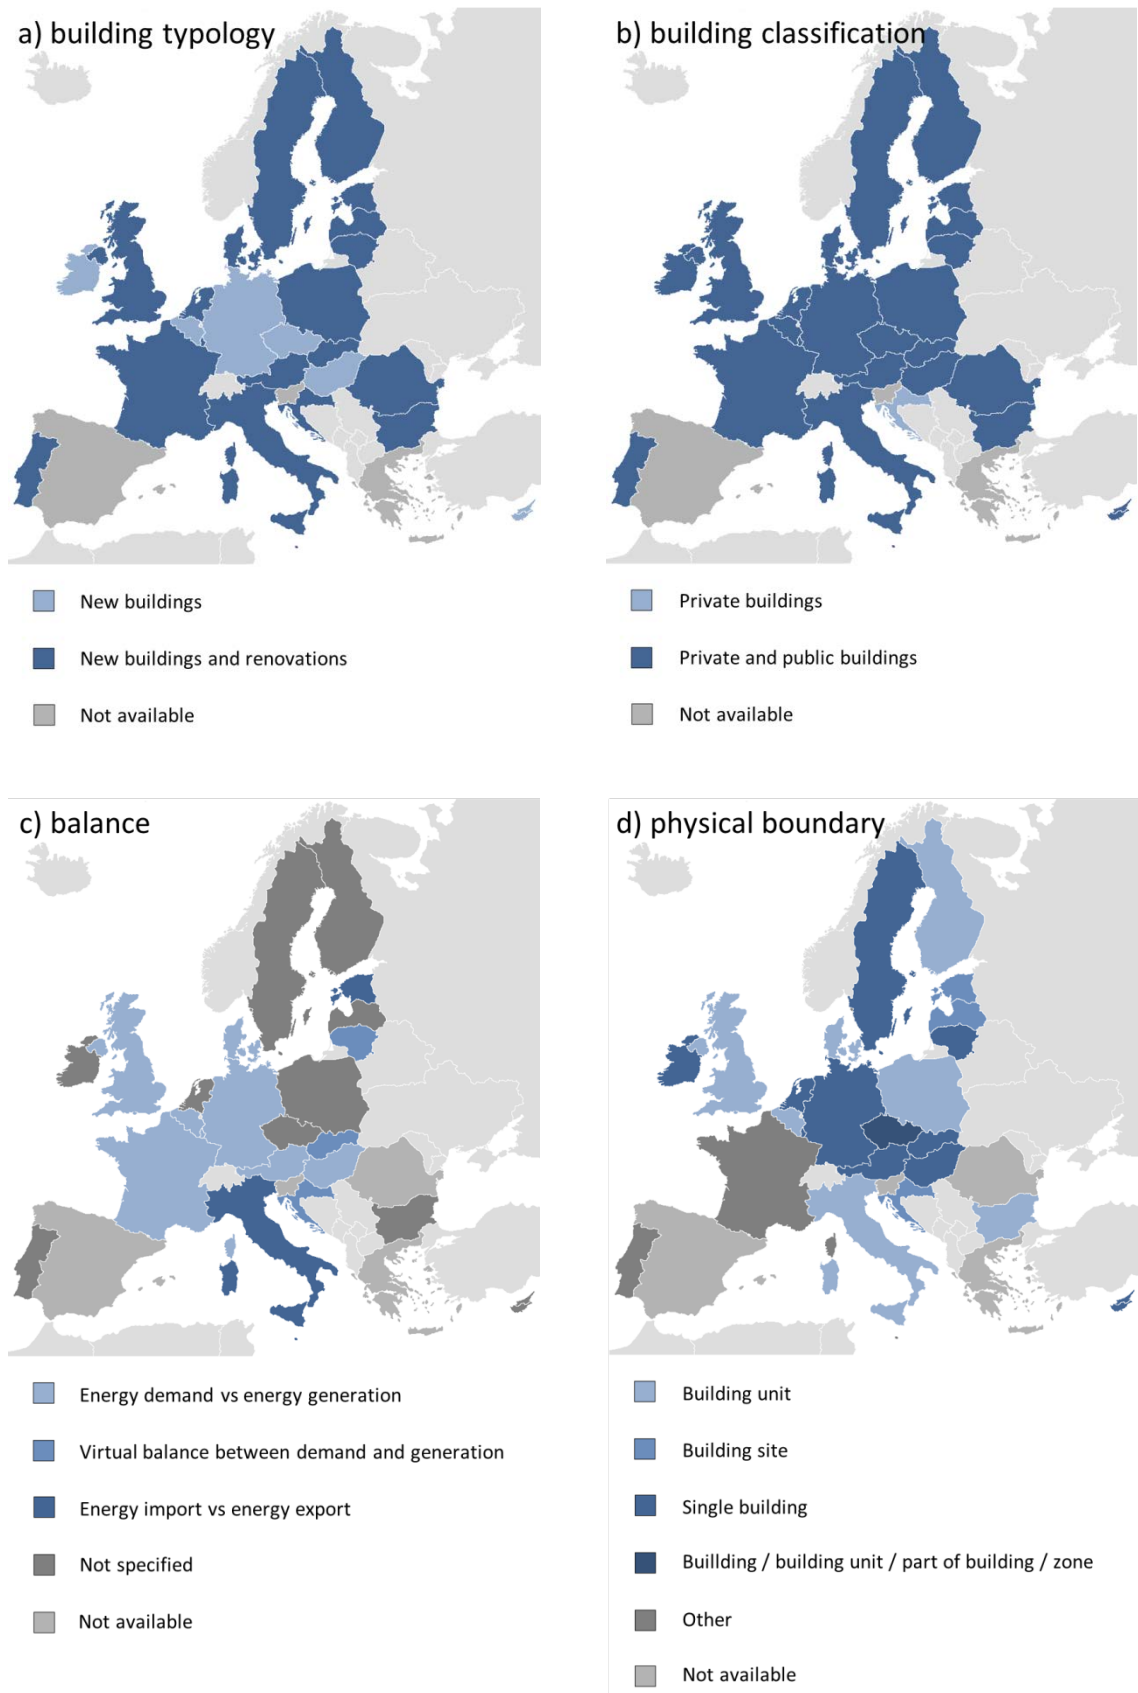 a) building typology
b) building classification
New buildings
New buildings and renovations
Not available
Private buildings
Private and public buildings
Not available
c) balance
d) physical boundary
Energy demand vs energy generation
Virtual balance between demand and generation
Energy import vs energy export
Not specified
Not available
Building unit
Building site
Single building
Buillding / building unit / part of building / zone
Other
Not available